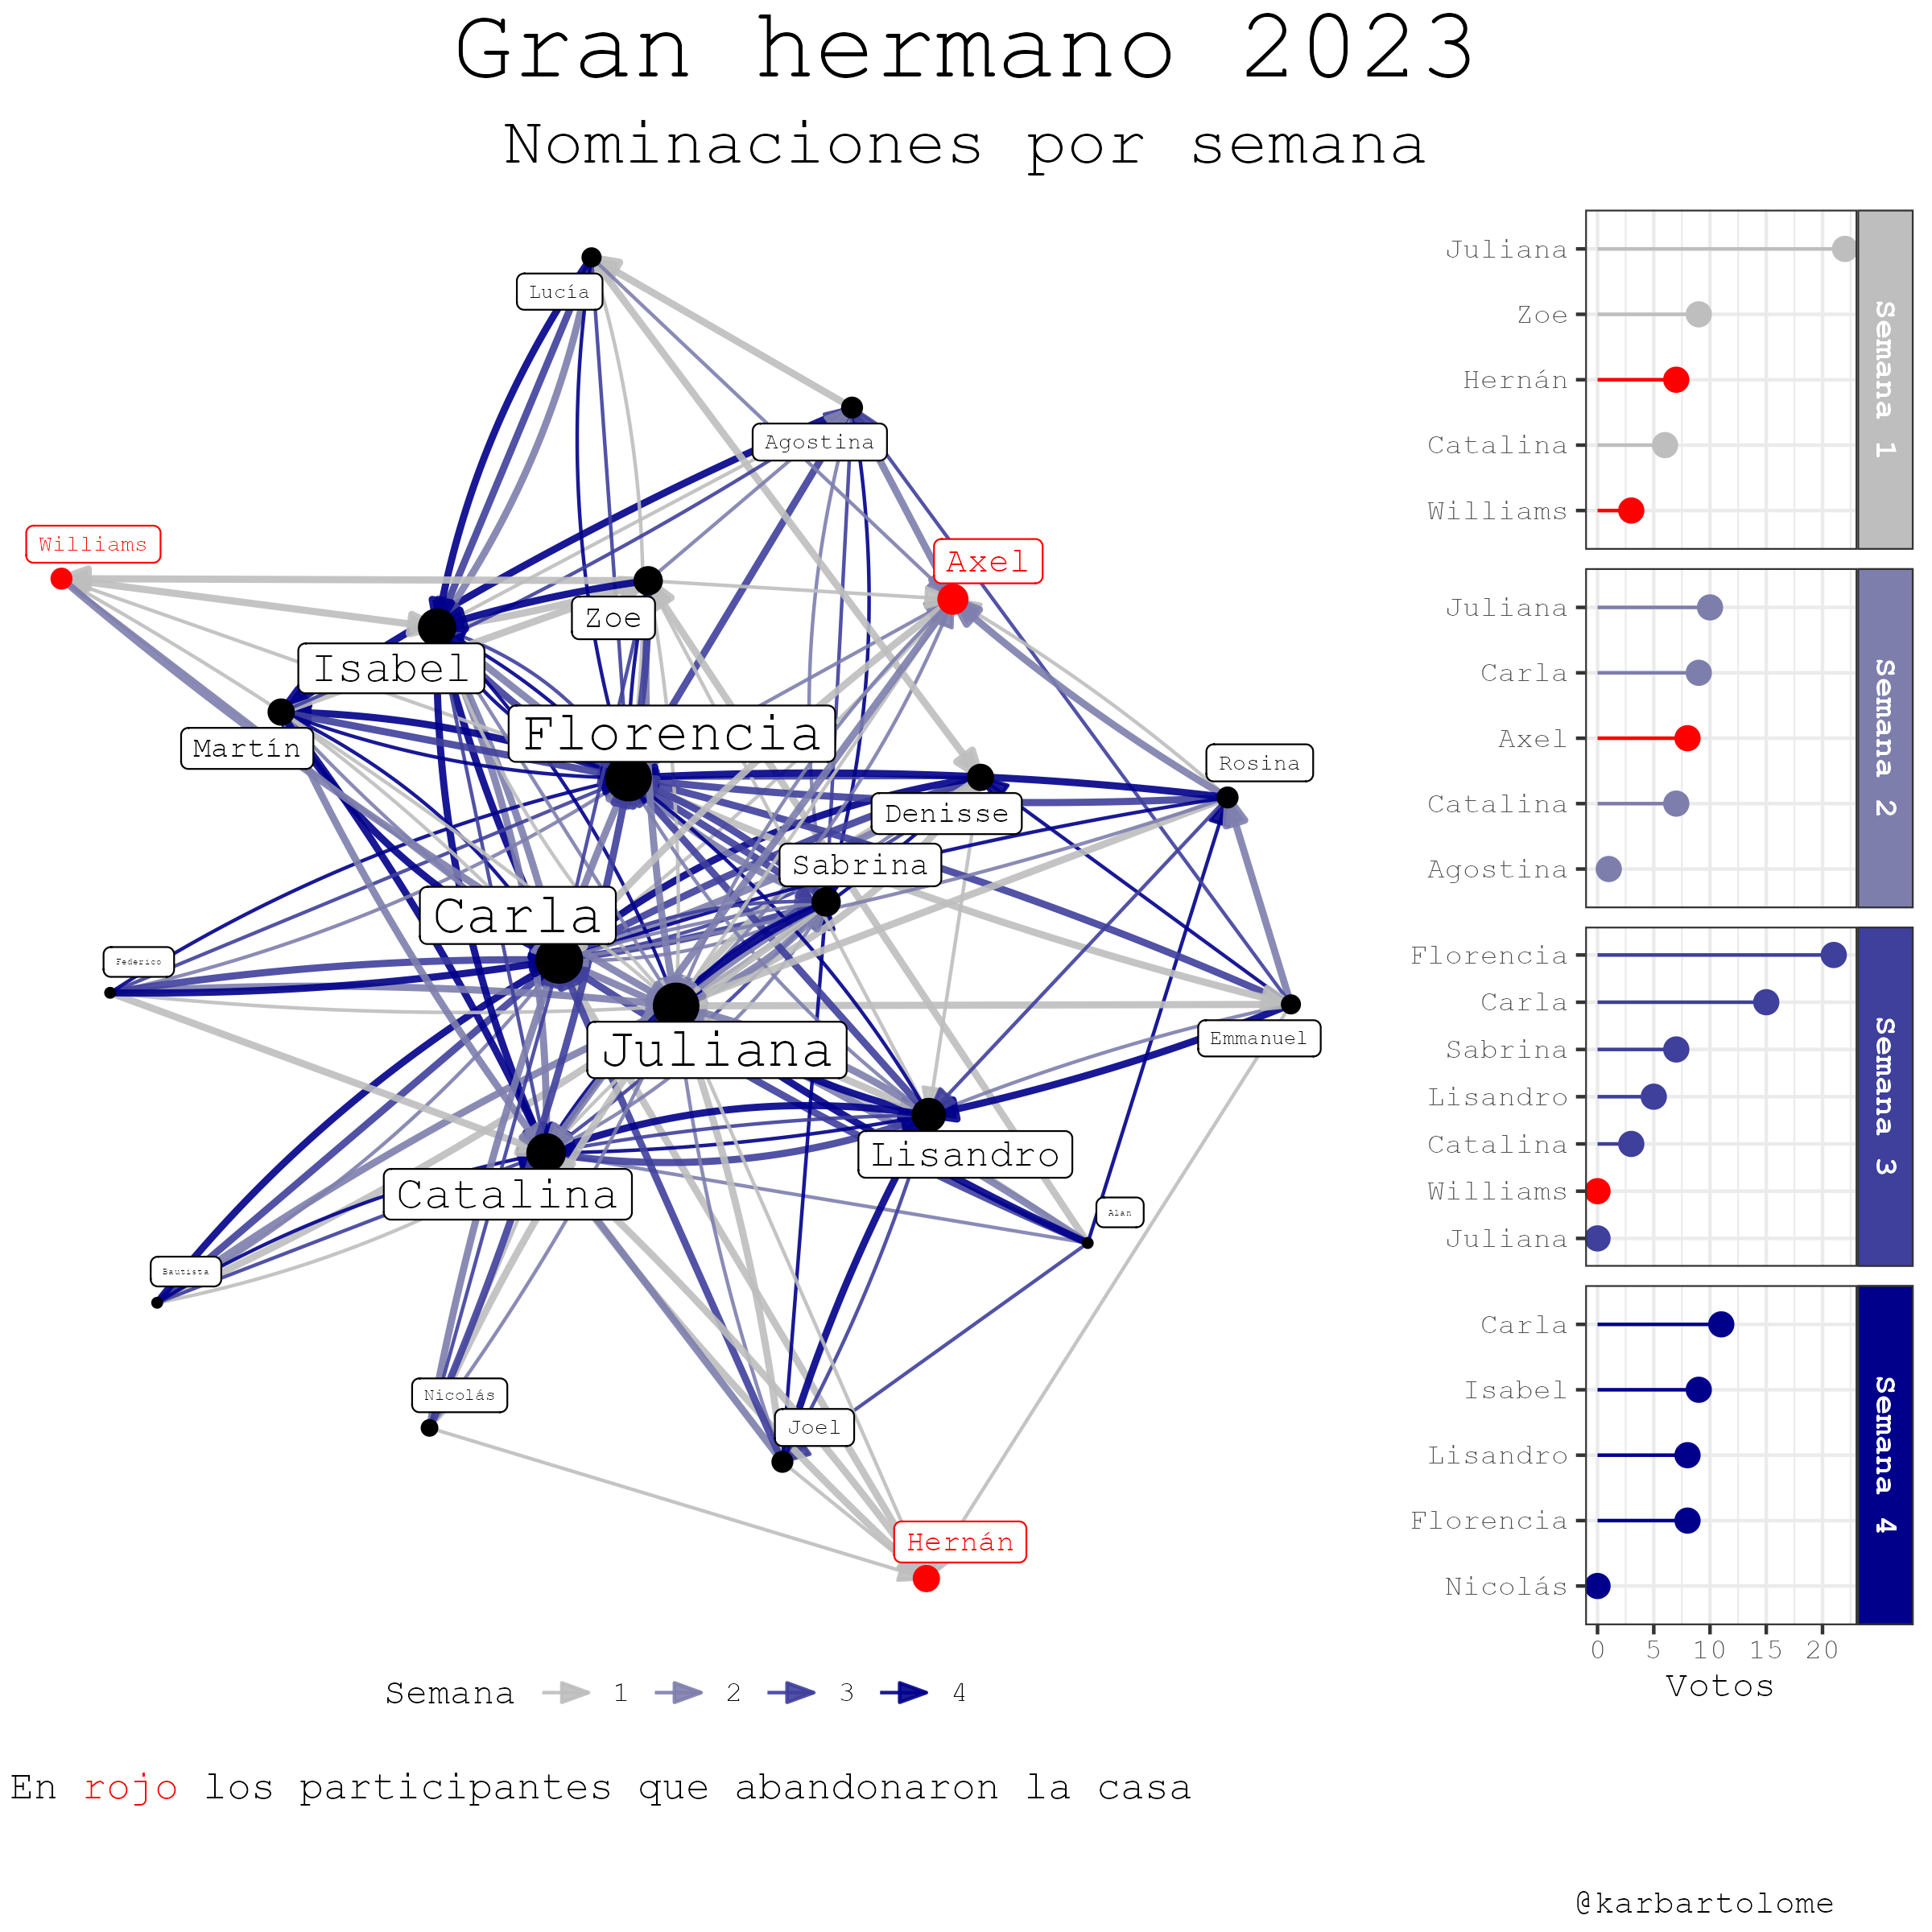 Gran hermano 2023
Nominaciones por semana
Lucía
Agostina
Williams
Axel
Zoe
Isabel
Martín
Florencia
Rosina
Denisse
Sabrina
Carla
Federico
Emmanuel
Juliana
Lisandro
Catalina
Alan
Bautista
Nicolás
Joel
Hernán
Semana 1 2 3 4
Juliana
Zoe
Hernán
Catalina
Williams
Semana 1
Juliana
Carla
Axel
Catalina
Agostina
Semana 2
Florencia
Carla
Sabrina
Lisandro
Catalina
Williams
Juliana
Semana 3
Carla
Isabel
Lisandro
Florencia
Nicolás
Semana 4
0 5 10 15 20
Votos
En rojo los participantes que abandonaron la casa
@karbartolome